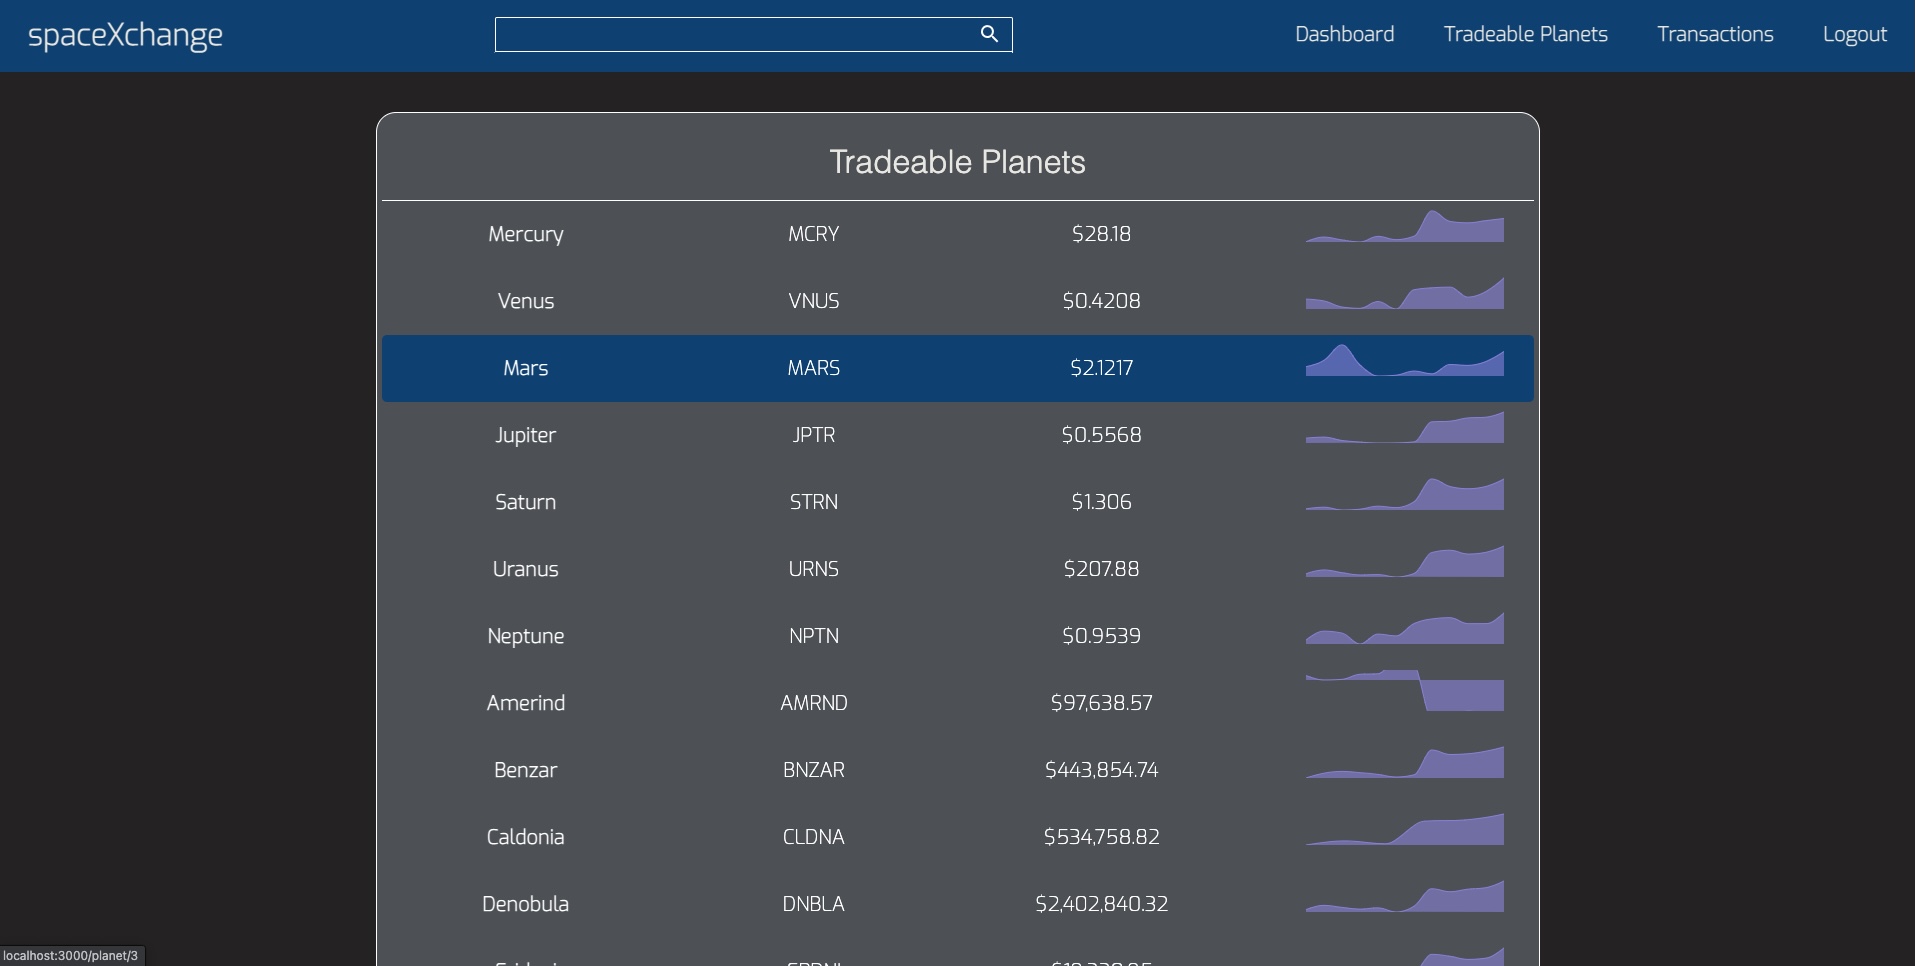 spaceXchange Dashboard Tradeable Planets Transactions Logout
Tradeable Planets
Mercury MCRY $28.18
Venus VNUS $0.4208
Mars MARS $2.1217
Jupiter JPTR $0.5568
Saturn STRN $1.306
Uranus URNS $207.88
Neptune NPTN $0.9539
Amerind AMRND $97,638.57
Benzar BNZAR $443,854.74
Caldonia CLDNA $534,758.82
Denobula DNBLA $2,402,840.32
localhost:3000/planet/3